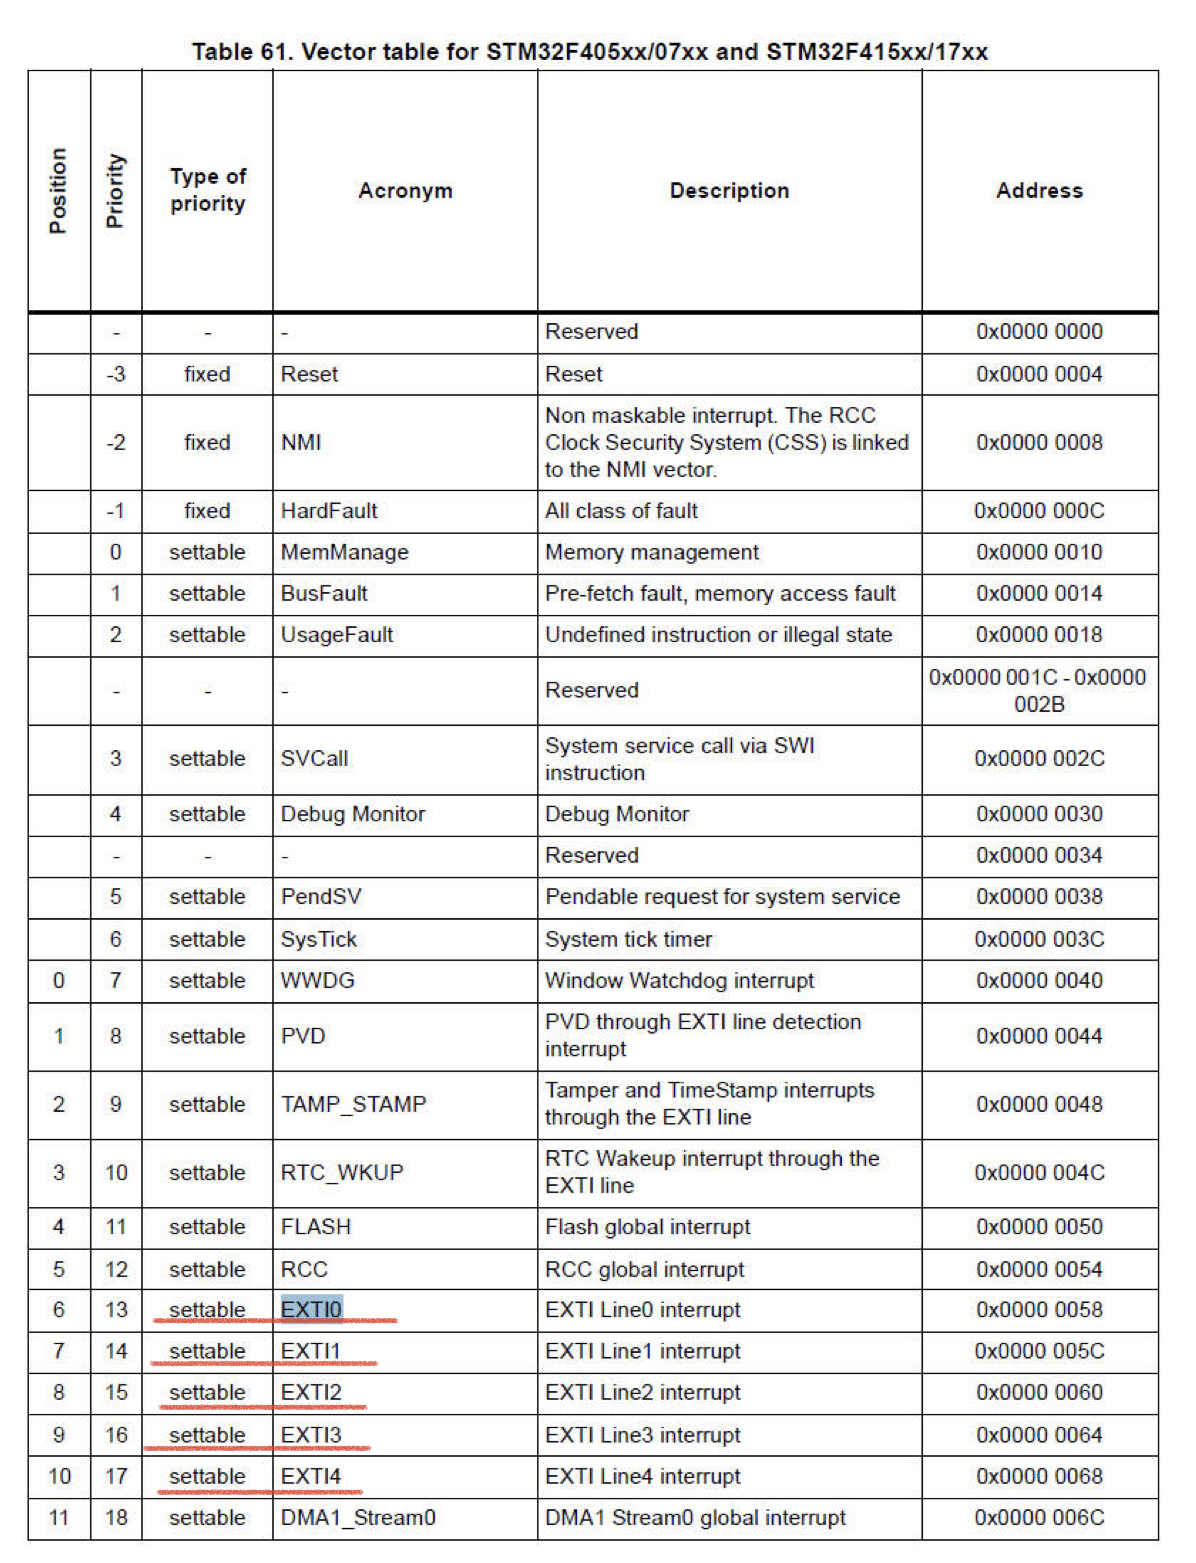 Table 61. Vector table for STM32F405xx/07xx and STM32F415xx/17xx
Position Priority Type of priority Acronym Description Address
- - - Reserved 0x0000 0000
-3 fixed Reset Reset 0x0000 0004
-2 fixed NMI Non maskable interrupt. The RCC Clock Security System (CSS) is linked to the NMI vector. 0x0000 0008
-1 fixed HardFault All class of fault 0x0000 000C
0 settable MemManage Memory management 0x0000 0010
1 settable BusFault Pre-fetch fault, memory access fault 0x0000 0014
2 settable UsageFault Undefined instruction or illegal state 0x0000 0018
- - - Reserved 0x0000 001C - 0x0000 002B
3 settable SVCall System service call via SWI instruction 0x0000 002C
4 settable Debug Monitor Debug Monitor 0x0000 0030
- - - Reserved 0x0000 0034
5 settable PendSV Pendable request for system service 0x0000 0038
6 settable SysTick System tick timer 0x0000 003C
0 7 settable WWDG Window Watchdog interrupt 0x0000 0040
1 8 settable PVD PVD through EXTI line detection interrupt 0x0000 0044
2 9 settable TAMP_STAMP Tamper and TimeStamp interrupts through the EXTI line 0x0000 0048
3 10 settable RTC_WKUP RTC Wakeup interrupt through the EXTI line 0x0000 004C
4 11 settable FLASH Flash global interrupt 0x0000 0050
5 12 settable RCC RCC global interrupt 0x0000 0054
6 13 settable EXTI0 EXTI Line0 interrupt 0x0000 0058
7 14 settable EXTI1 EXTI Line1 interrupt 0x0000 005C
8 15 settable EXTI2 EXTI Line2 interrupt 0x0000 0060
9 16 settable EXTI3 EXTI Line3 interrupt 0x0000 0064
10 17 settable EXTI4 EXTI Line4 interrupt 0x0000 0068
11 18 settable DMA1_Stream0 DMA1 Stream0 global interrupt 0x0000 006C